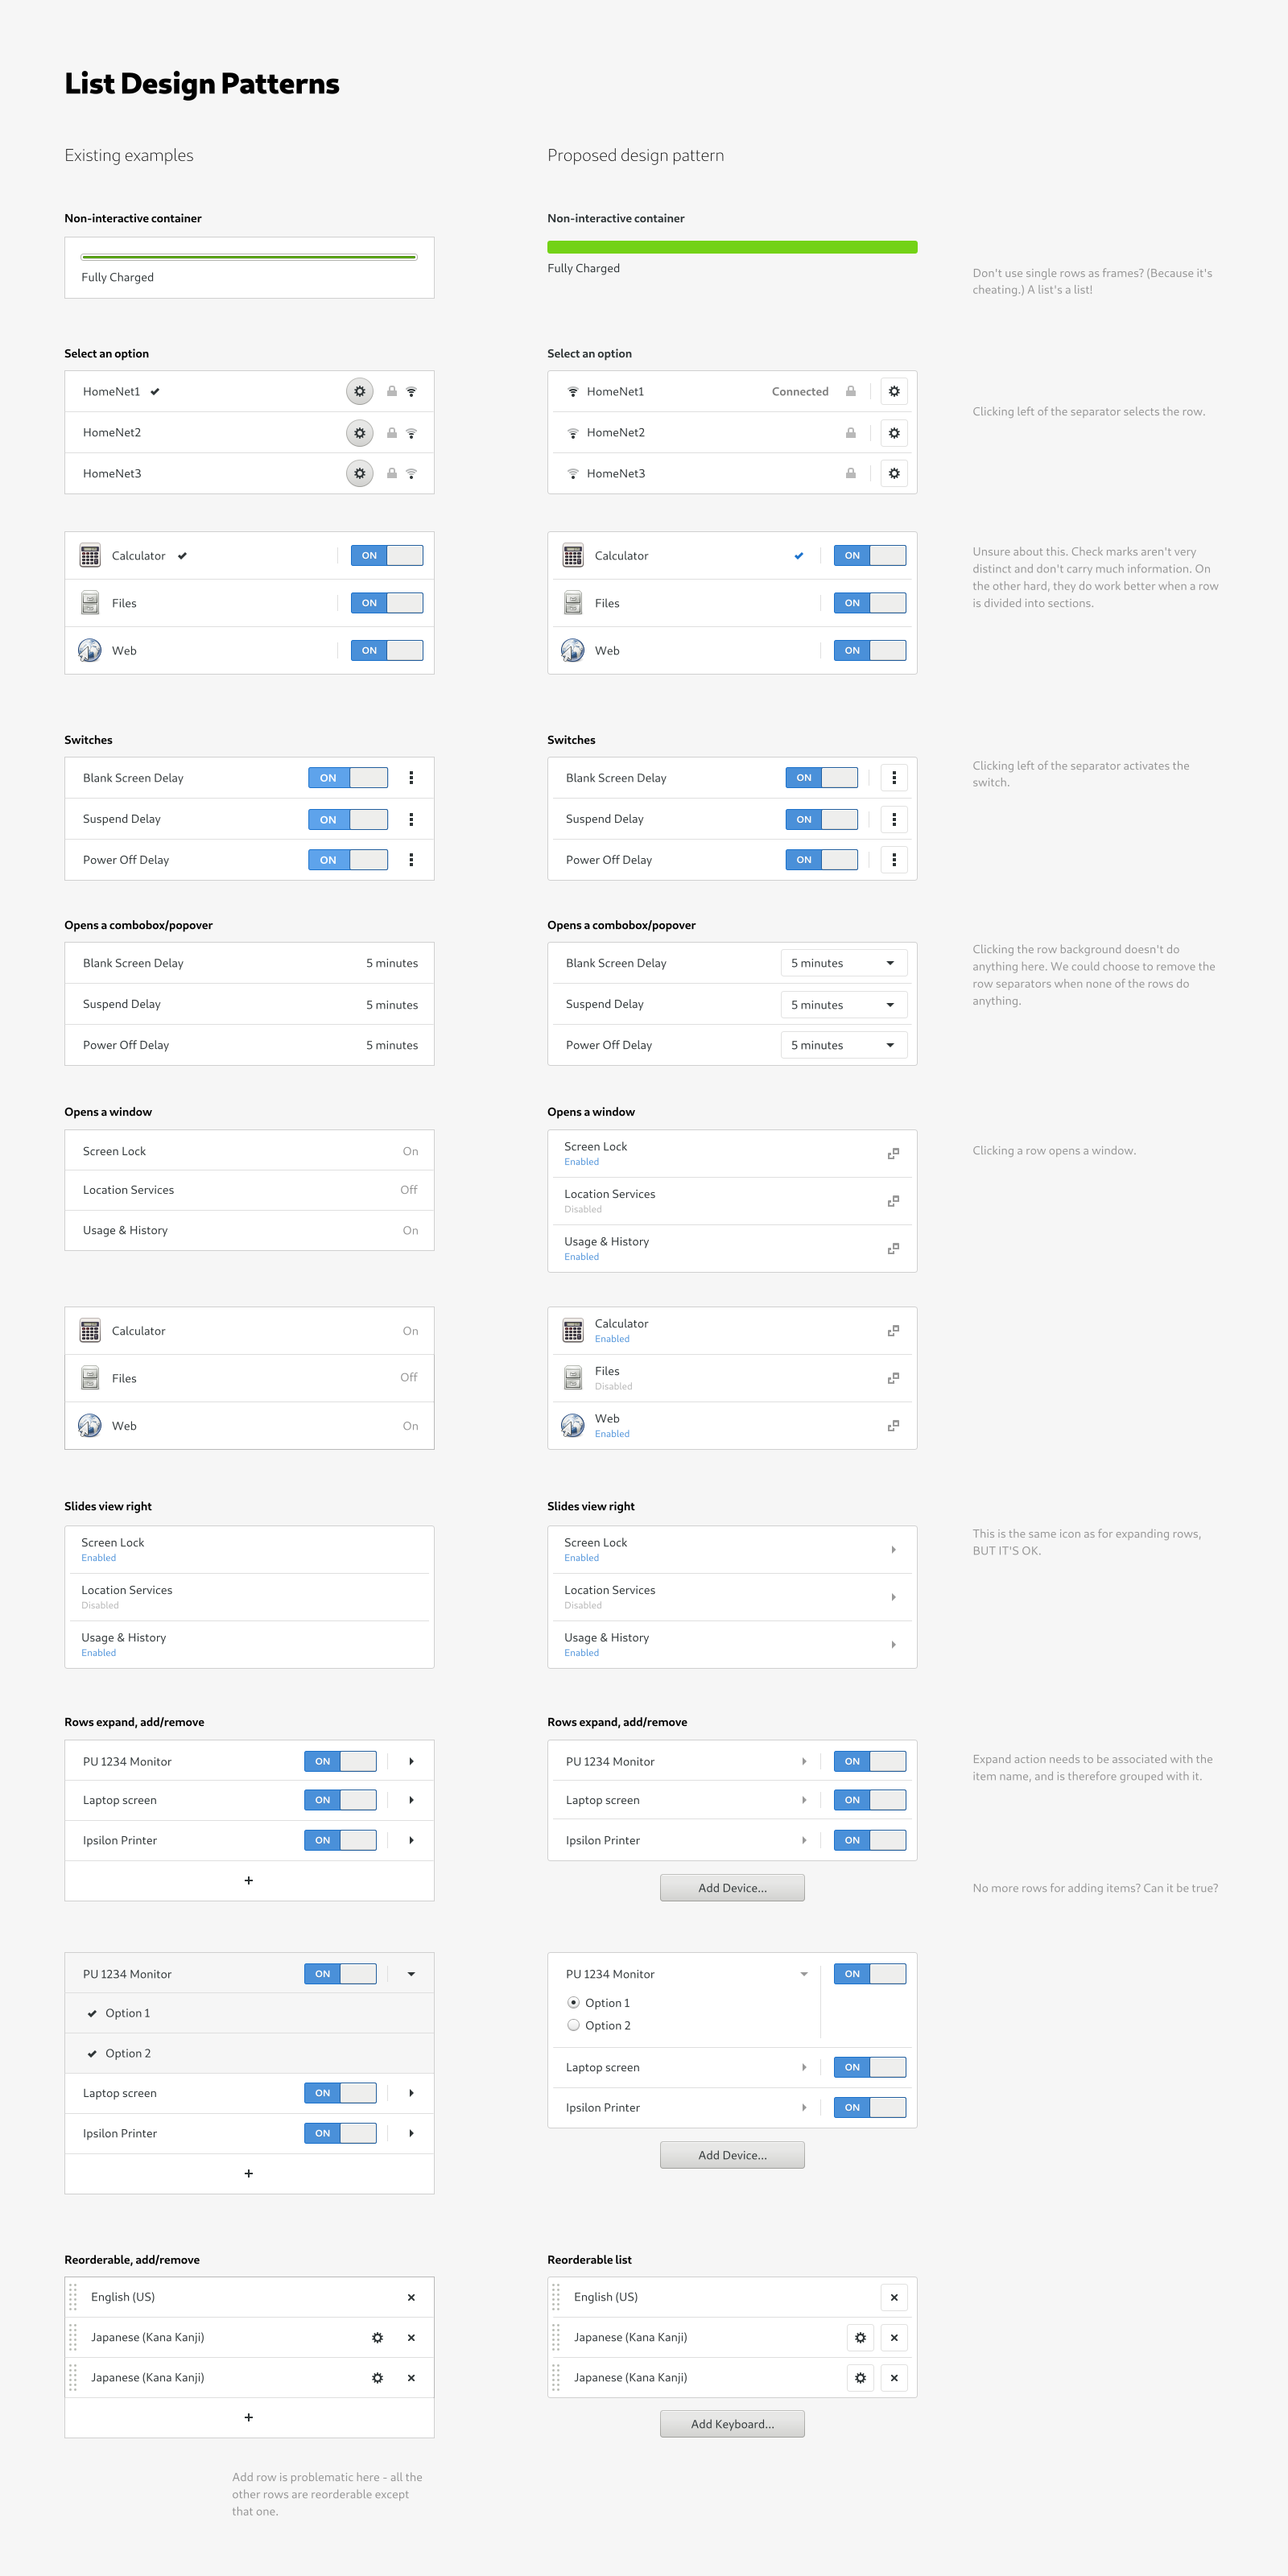 List Design Patterns
Existing examples
Proposed design pattern
Non-interactive container
Fully Charged
Non-interactive container
Fully Charged
Don't use single rows as frames? (Because it's
cheating.) A list's a list!
Select an option
HomeNet1
HomeNet2
HomeNet3
Select an option
HomeNet1 Connected
HomeNet2
HomeNet3
Clicking left of the separator selects the row.
Calculator ON
Files ON
Web ON
Calculator ON
Files ON
Web ON
Unsure about this. Check marks aren't very
distinct and don't carry much information. On
the other hard, they do work better when a row
is divided into sections.
Switches
Blank Screen Delay ON
Suspend Delay ON
Power Off Delay ON
Switches
Blank Screen Delay ON
Suspend Delay ON
Power Off Delay ON
Clicking left of the separator activates the
switch.
Opens a combobox/popover
Blank Screen Delay 5 minutes
Suspend Delay 5 minutes
Power Off Delay 5 minutes
Opens a combobox/popover
Blank Screen Delay 5 minutes
Suspend Delay 5 minutes
Power Off Delay 5 minutes
Clicking the row background doesn't do
anything here. We could choose to remove the
row separators when none of the rows do
anything.
Opens a window
Screen Lock On
Location Services Off
Usage & History On
Opens a window
Screen Lock
Enabled
Location Services
Disabled
Usage & History
Enabled
Clicking a row opens a window.
Calculator On
Files Off
Web On
Calculator
Enabled
Files
Disabled
Web
Enabled
Slides view right
Screen Lock
Enabled
Location Services
Disabled
Usage & History
Enabled
Slides view right
Screen Lock
Enabled
Location Services
Disabled
Usage & History
Enabled
This is the same icon as for expanding rows,
BUT IT'S OK.
Rows expand, add/remove
PU 1234 Monitor ON
Laptop screen ON
Ipsilon Printer ON
+
Rows expand, add/remove
PU 1234 Monitor ON
Laptop screen ON
Ipsilon Printer ON
Add Device...
Expand action needs to be associated with the
item name, and is therefore grouped with it.
No more rows for adding items? Can it be true?
PU 1234 Monitor ON
Option 1
Option 2
Laptop screen ON
Ipsilon Printer ON
+
PU 1234 Monitor ON
Option 1
Option 2
Laptop screen ON
Ipsilon Printer ON
Add Device...
Reorderable, add/remove
English (US)
Japanese (Kana Kanji)
Japanese (Kana Kanji)
+
Reorderable list
English (US)
Japanese (Kana Kanji)
Japanese (Kana Kanji)
Add Keyboard...
Add row is problematic here - all the
other rows are reorderable except
that one.